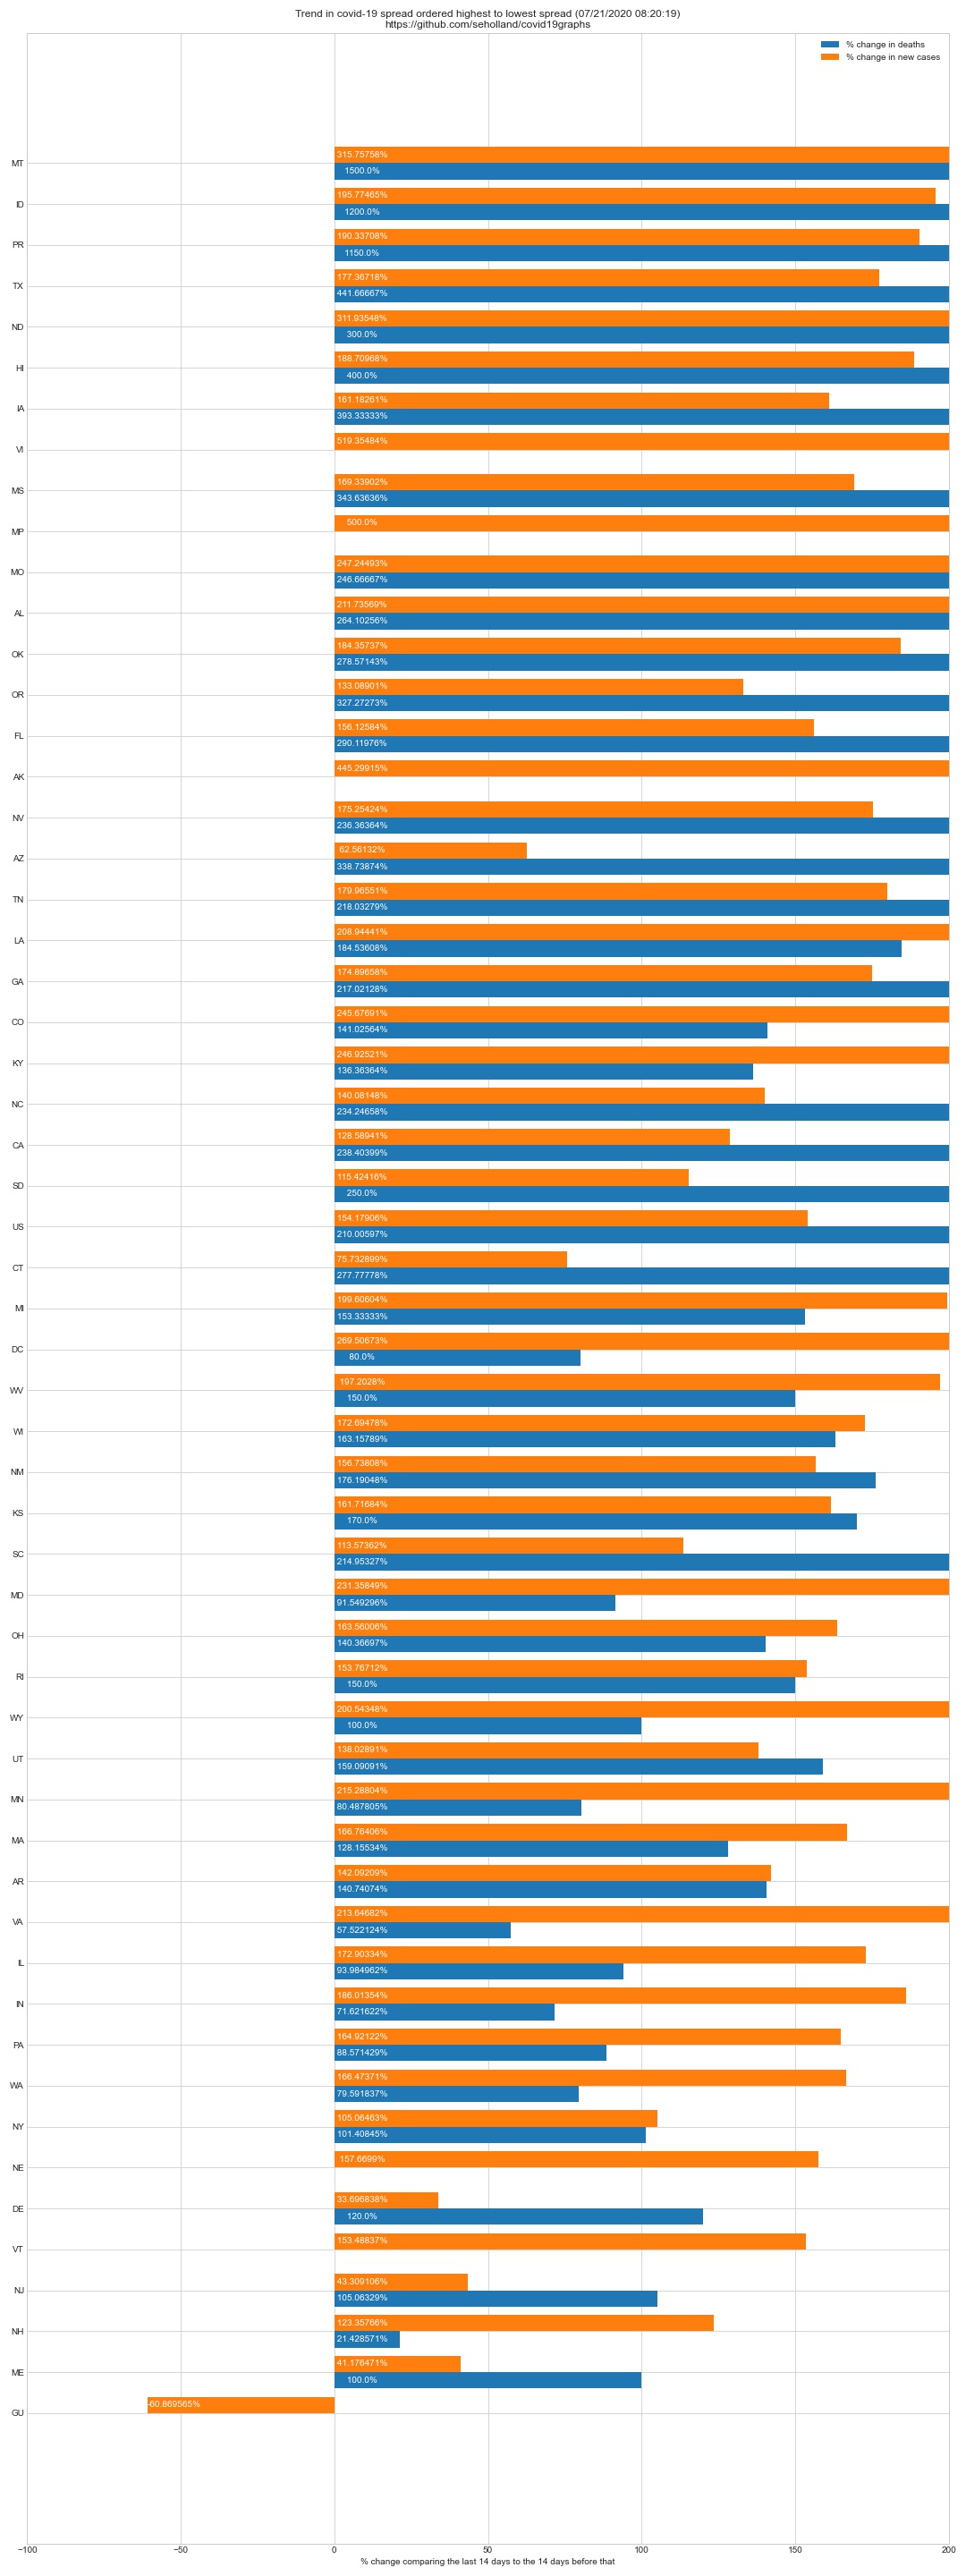 Trend in covid-19 spread ordered highest to lowest spread (07/21/2020 08:20:19)
https://github.com/seholland/covid19graphs
% change in deaths
% change in new cases
315.75758%
MT
1500.0%
195.77465%
ID
1200.0%
190.33708%
PR
1150.0%
177.36718%
TX
441.66667%
311.93548%
ND
300.0%
188.70968%
HI
400.0%
161.18261%
IA
393.33333%
519.35484%
VI
169.33902%
MS
343.63636%
500.0%
MP
247.24493%
MO
246.66667%
211.73569%
AL
264.10256%
184.35737%
OK
278.57143%
133.08901%
OR
327.27273%
156.12584%
FL
290.11976%
445.29915%
AK
175.25424%
NV
236.36364%
62.56132%
AZ
338.73874%
179.96551%
TN
218.03279%
208.94441%
LA
184.53608%
174.89658%
GA
217.02128%
245.67691%
CO
141.02564%
246.92521%
KY
136.36364%
140.08148%
NC
234.24658%
128.58941%
CA
238.40399%
115.42416%
SD
250.0%
154.17906%
US
210.00597%
75.732899%
CT
277.77778%
199.60604%
MI
153.33333%
269.50673%
DC
80.0%
197.2028%
WV
150.0%
172.69478%
WI
163.15789%
156.73808%
NM
176.19048%
161.71684%
KS
170.0%
113.57362%
SC
214.95327%
231.35849%
MD
91.549296%
163.56006%
OH
140.36697%
153.76712%
RI
150.0%
200.54348%
WY
100.0%
138.02891%
UT
159.09091%
215.28804%
MN
80.487805%
166.76406%
MA
128.15534%
142.09209%
AR
140.74074%
213.64682%
VA
57.522124%
172.90334%
IL
93.984962%
186.01354%
IN
71.621622%
164.92122%
PA
88.571429%
166.47371%
WA
79.591837%
105.06463%
NY
101.40845%
157.6699%
NE
33.696838%
DE
120.0%
153.48837%
VT
43.309106%
NJ
105.06329%
123.35766%
NH
21.428571%
41.176471%
ME
100.0%
-60.869565%
GU
−100 −50 0 50 100 150 200
% change comparing the last 14 days to the 14 days before that